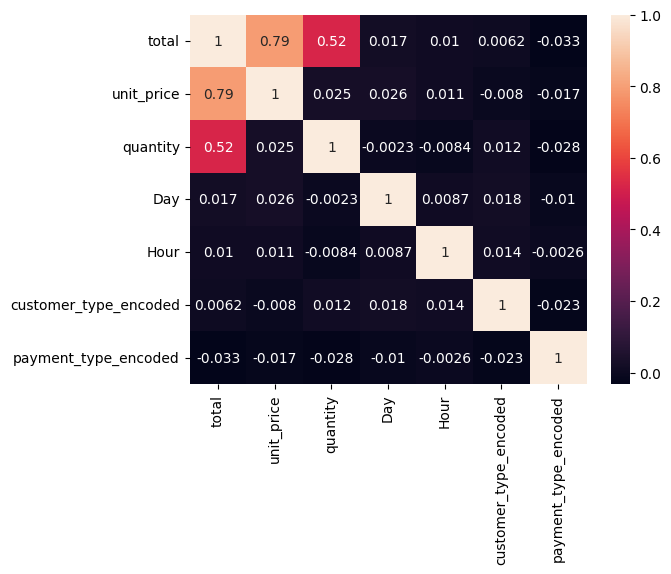 total 1 0.79 0.52 0.017 0.01 0.0062 -0.033
unit_price 0.79 1 0.025 0.026 0.011 -0.008 -0.017
quantity 0.52 0.025 1 -0.0023 -0.0084 0.012 -0.028
Day 0.017 0.026 -0.0023 1 0.0087 0.018 -0.01
Hour 0.01 0.011 -0.0084 0.0087 1 0.014 -0.0026
customer_type_encoded 0.0062 -0.008 0.012 0.018 0.014 1 -0.023
payment_type_encoded -0.033 -0.017 -0.028 -0.01 -0.0026 -0.023 1
total
unit_price
quantity
Day
Hour
customer_type_encoded
payment_type_encoded
1.0
0.8
0.6
0.4
0.2
0.0